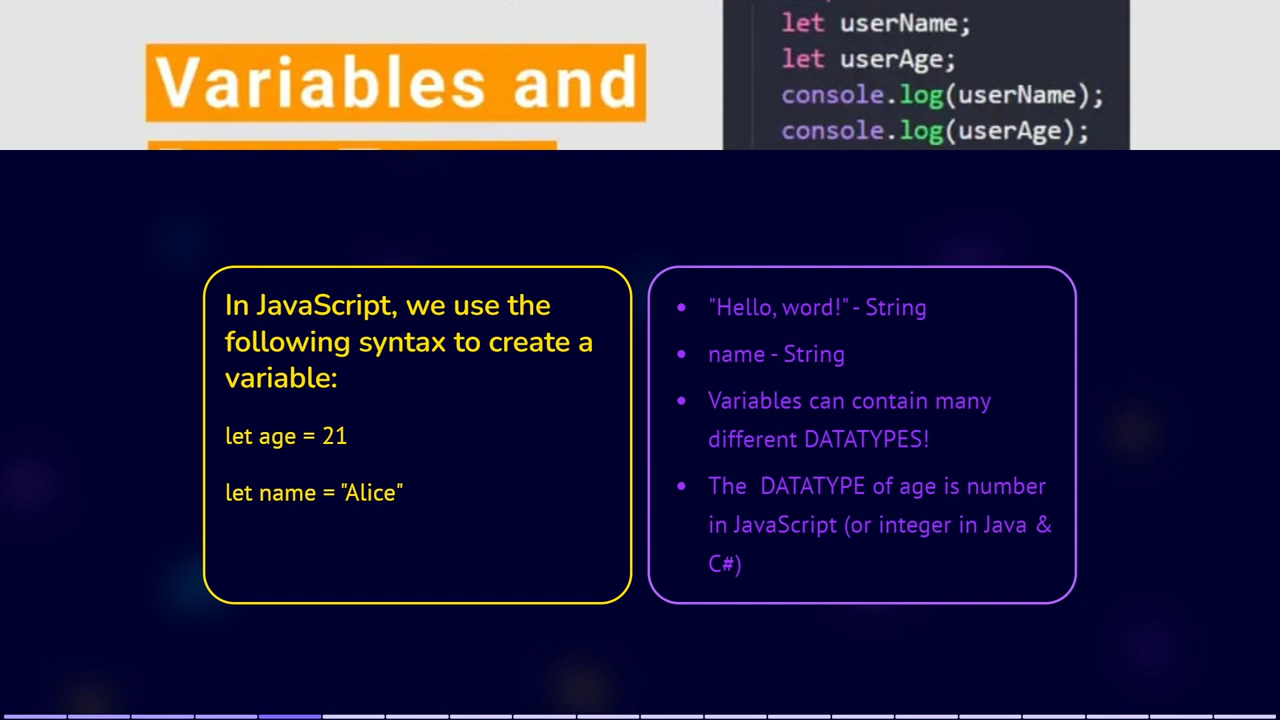 Variables and
let userName;
let userAge;
console.log(userName);
console.log(userAge);
In JavaScript, we use the
following syntax to create a
variable:
let age = 21
let name = "Alice"
• "Hello, word!" - String
• name - String
• Variables can contain many
different DATATYPES!
• The DATATYPE of age is number
in JavaScript (or integer in Java &
C#)